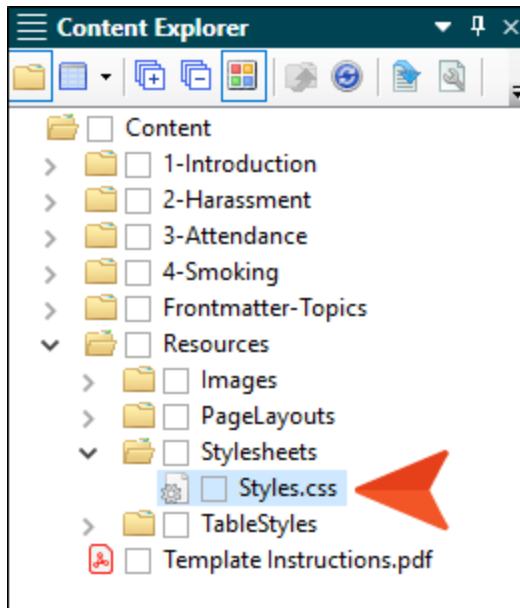 Content Explorer
Content
1-Introduction
2-Harassment
3-Attendance
4-Smoking
Frontmatter-Topics
Resources
Images
PageLayouts
Stylesheets
Styles.css
TableStyles
Template Instructions.pdf